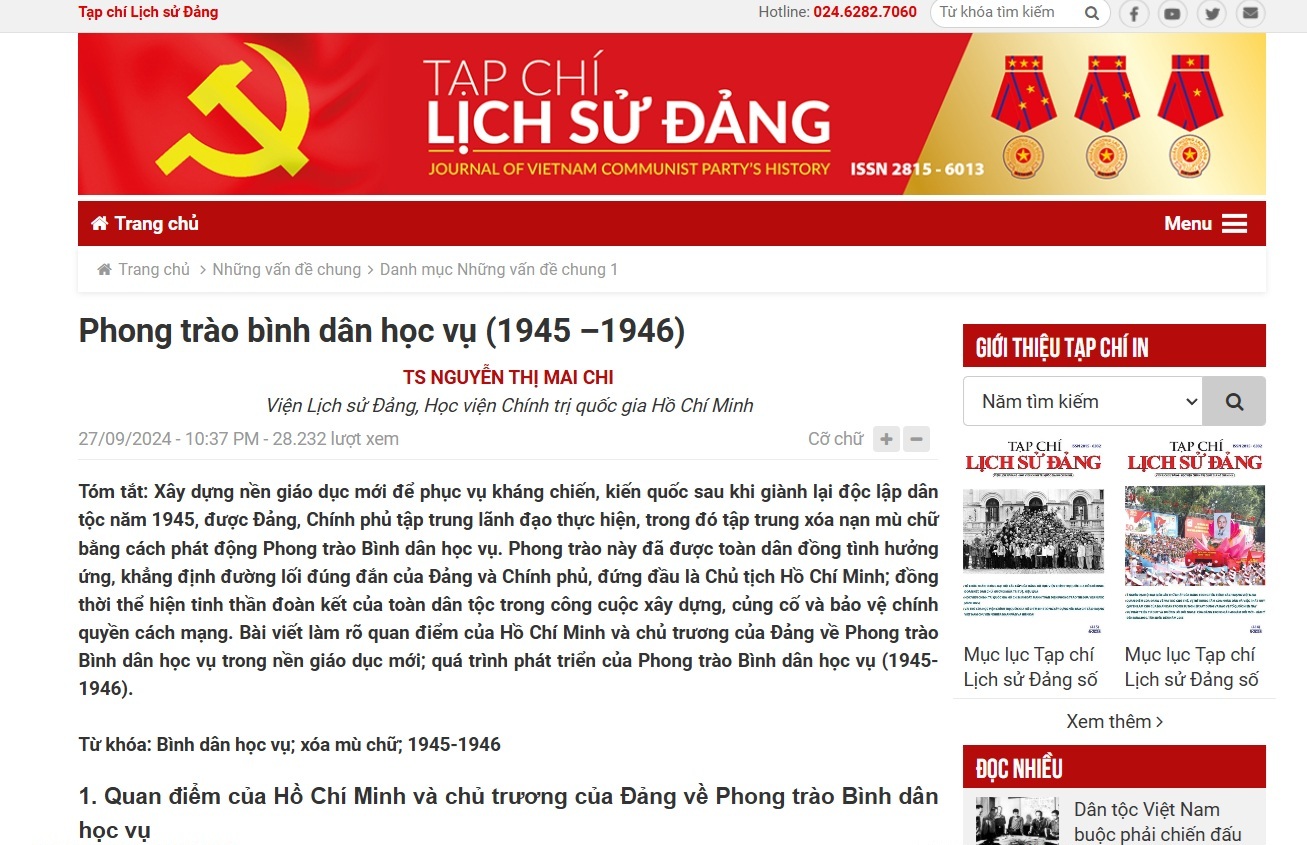 Tạp chí Lịch sử Đảng
Hotline: 024.6282.7060
Từ khóa tìm kiếm
TẠP CHÍ
LỊCH SỬ ĐẢNG
JOURNAL OF VIETNAM COMMUNIST PARTY'S HISTORY
ISSN 2815 - 6013
Trang chủ
Menu
Trang chủ > Những vấn đề chung > Danh mục Những vấn đề chung 1
Phong trào bình dân học vụ (1945 –1946)
TS NGUYỄN THỊ MAI CHI
Viện Lịch sử Đảng, Học viện Chính trị quốc gia Hồ Chí Minh
27/09/2024 - 10:37 PM - 28.232 lượt xem
Cỡ chữ + −
Tóm tắt: Xây dựng nền giáo dục mới để phục vụ kháng chiến, kiến quốc sau khi giành lại độc lập dân
tộc năm 1945, được Đảng, Chính phủ tập trung lãnh đạo thực hiện, trong đó tập trung xóa nạn mù chữ
bằng cách phát động Phong trào Bình dân học vụ. Phong trào này đã được toàn dân đồng tình hưởng
ứng, khẳng định đường lối đúng đắn của Đảng và Chính phủ, đứng đầu là Chủ tịch Hồ Chí Minh; đồng
thời thể hiện tinh thần đoàn kết của toàn dân tộc trong công cuộc xây dựng, củng cố và bảo vệ chính
quyền cách mạng. Bài viết làm rõ quan điểm của Hồ Chí Minh và chủ trương của Đảng về Phong trào
Bình dân học vụ trong nền giáo dục mới; quá trình phát triển của Phong trào Bình dân học vụ (1945-
1946).
Từ khóa: Bình dân học vụ; xóa mù chữ; 1945-1946
1. Quan điểm của Hồ Chí Minh và chủ trương của Đảng về Phong trào Bình dân
học vụ
GIỚI THIỆU TẠP CHÍ IN
Năm tìm kiếm
TẠP CHÍ
LỊCH SỬ ĐẢNG
Mục lục Tạp chí
Lịch sử Đảng số
TẠP CHÍ
LỊCH SỬ ĐẢNG
Mục lục Tạp chí
Lịch sử Đảng số
Xem thêm >
ĐỌC NHIỀU
Dân tộc Việt Nam
buộc phải chiến đấu